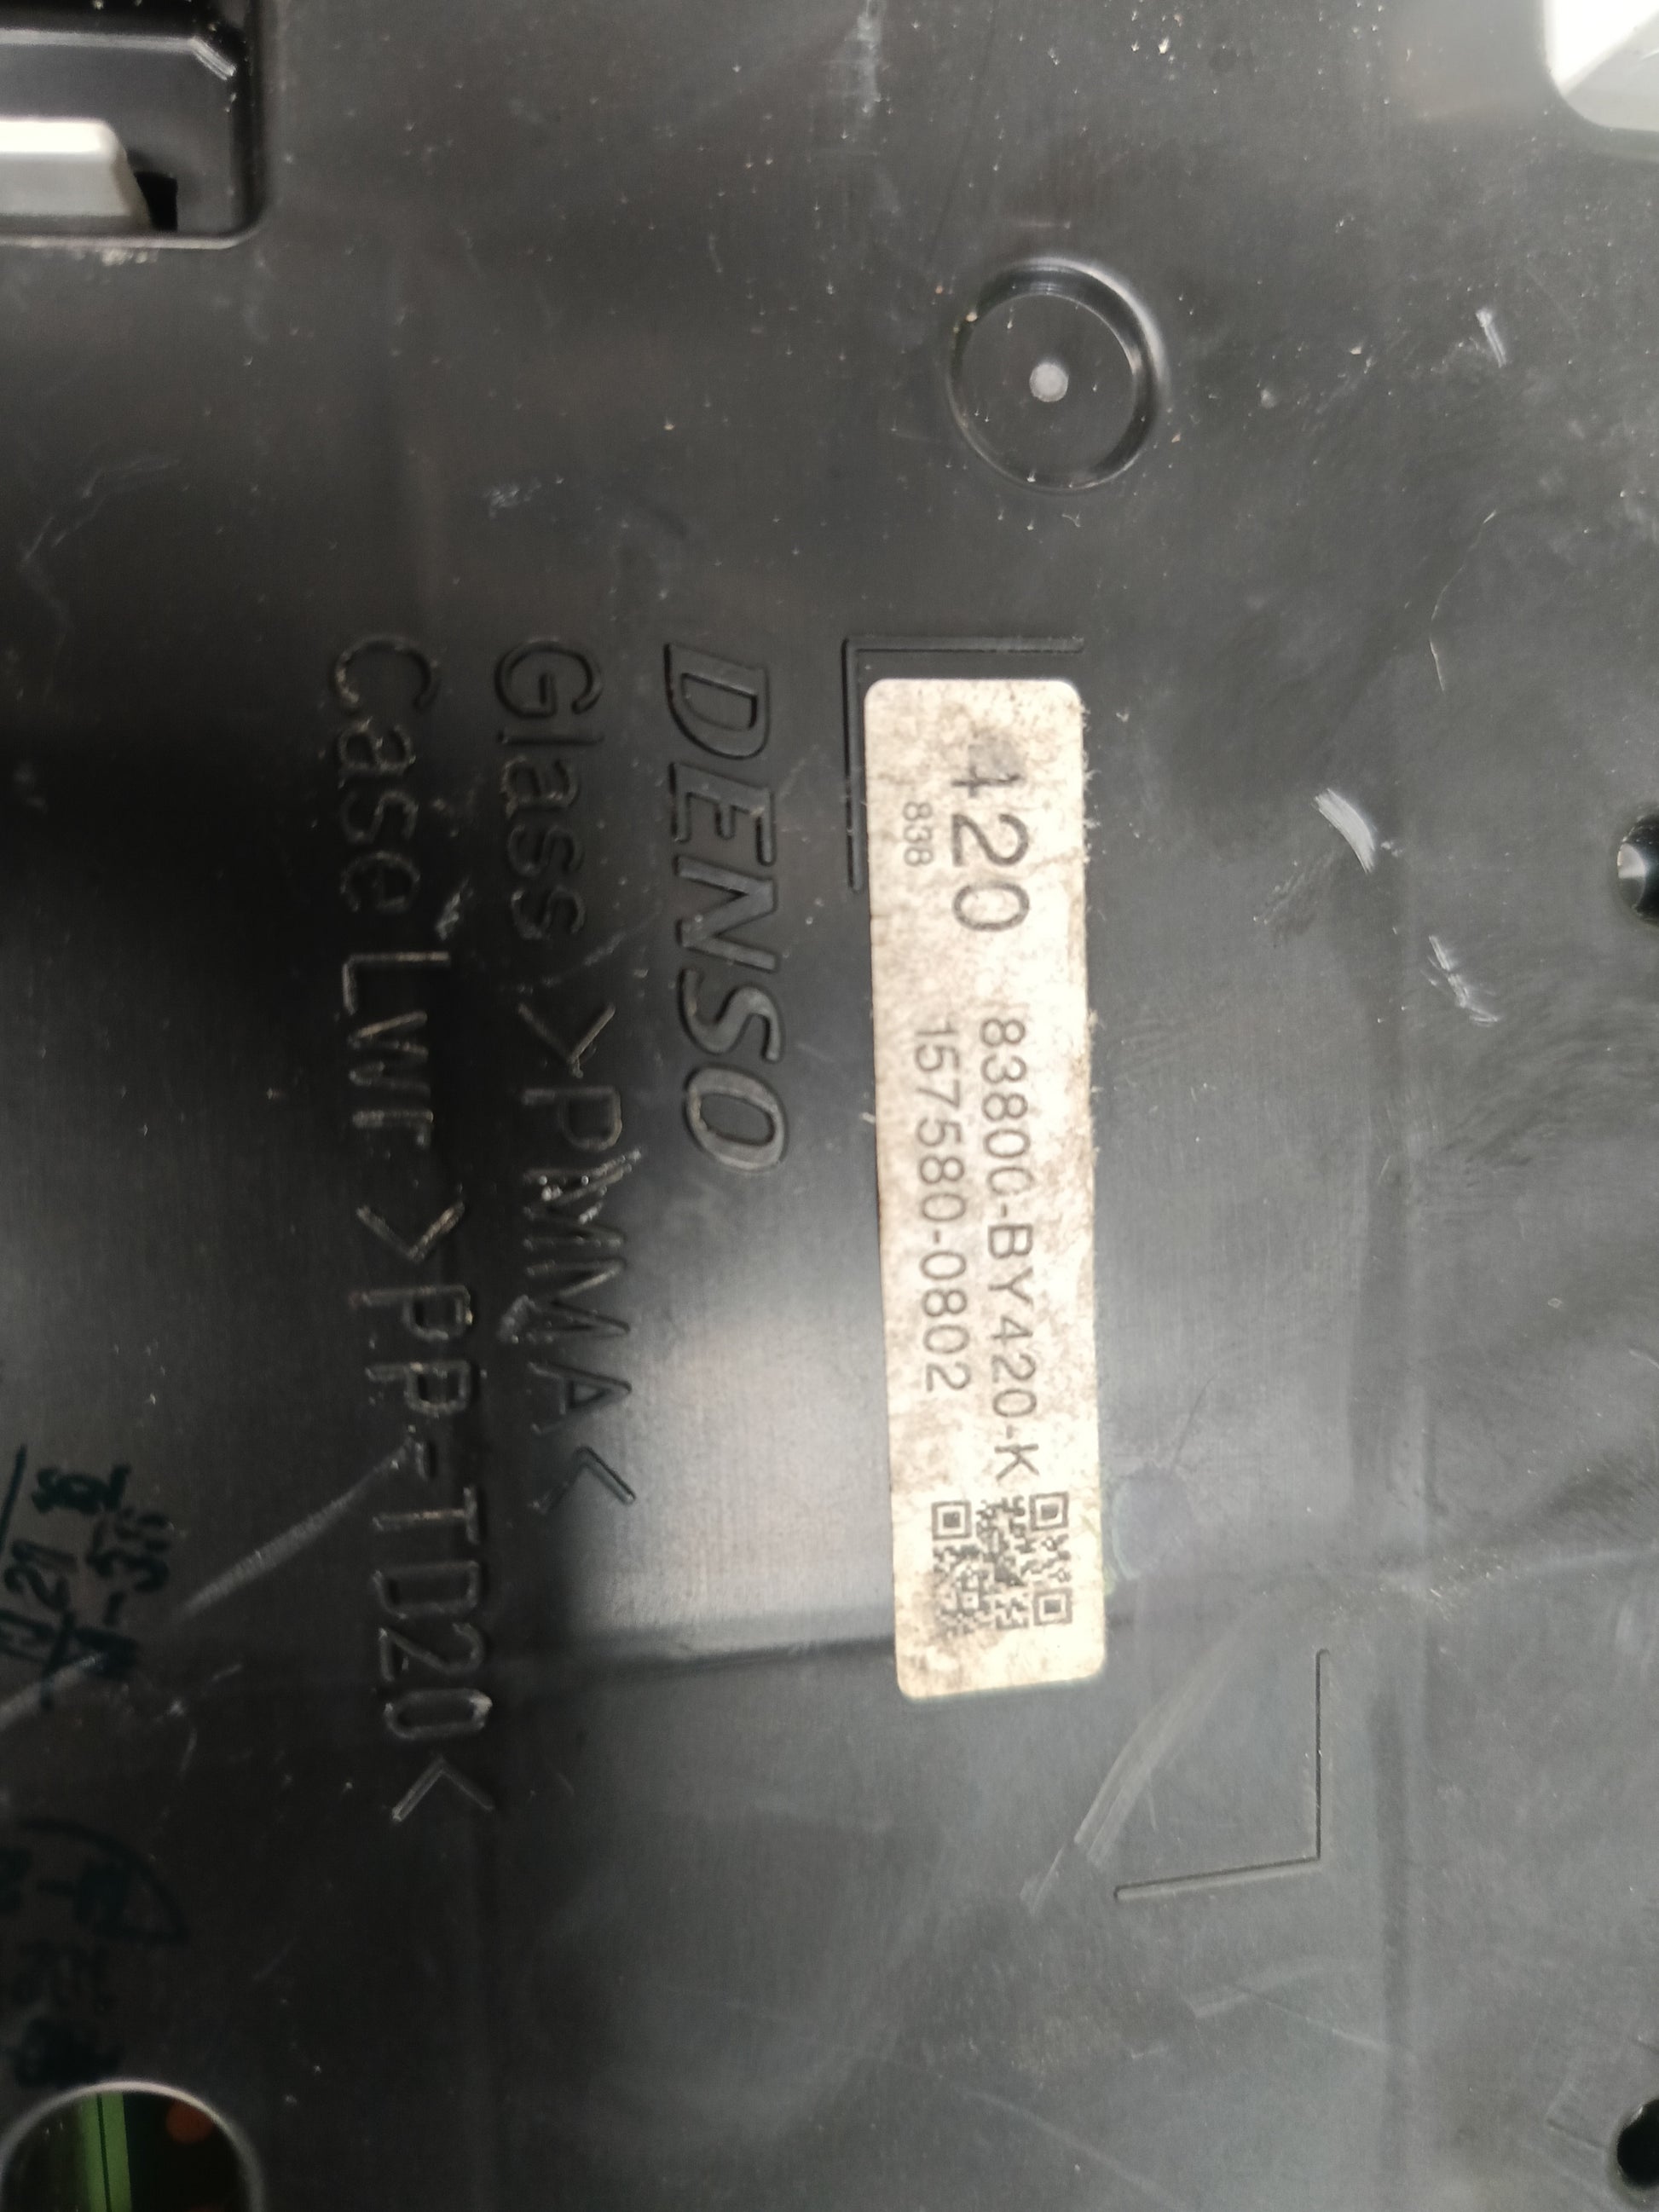 420 83800-BY420-K
838 157580-0802
DENSO
Glass >PMMA<
Case Lwr >PP-TD20<